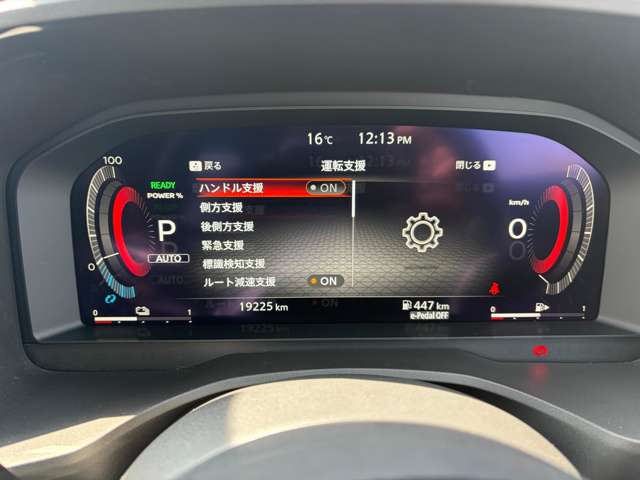 16℃ 12:13 PM
戻る 運転支援 閉じる
100
READY
POWER %
P
AUTO
0
ハンドル支援 ON
側方支援
後側方支援
緊急支援
標識検知支援
ルート減速支援 ON
km/h
0
19225 km
447 km
e-Pedal OFF
0 1
0 1